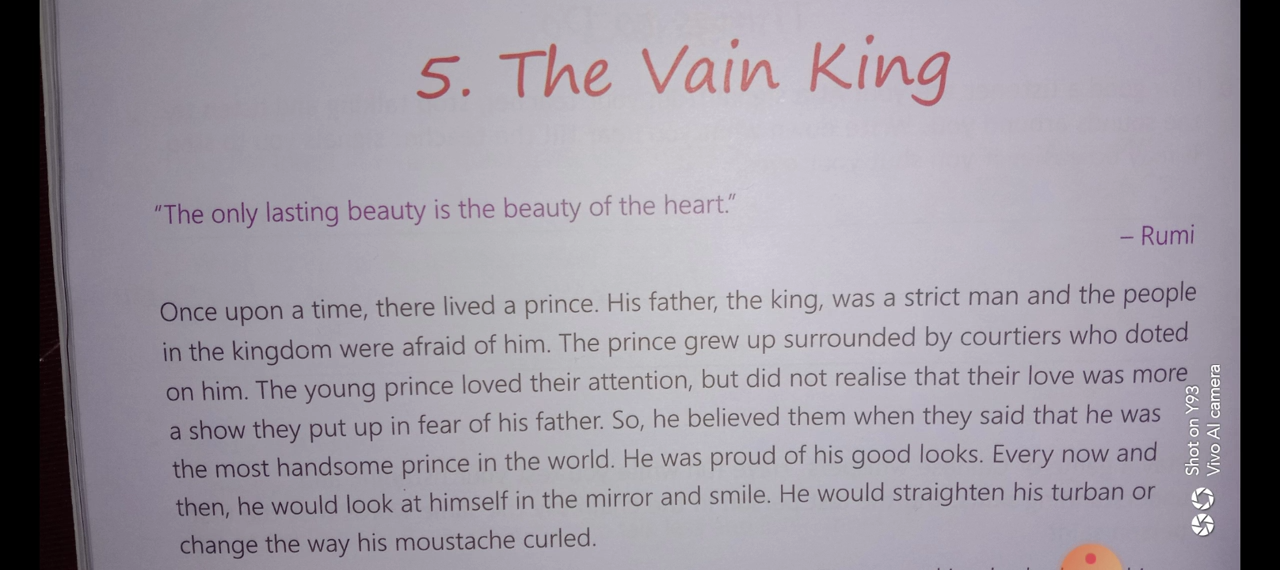 5. The Vain King
“The only lasting beauty is the beauty of the heart.”
– Rumi
Once upon a time, there lived a prince. His father, the king, was a strict man and the people
in the kingdom were afraid of him. The prince grew up surrounded by courtiers who doted
on him. The young prince loved their attention, but did not realise that their love was more
a show they put up in fear of his father. So, he believed them when they said that he was
the most handsome prince in the world. He was proud of his good looks. Every now and
then, he would look at himself in the mirror and smile. He would straighten his turban or
change the way his moustache curled.
Shot on Y93
Vivo AI camera